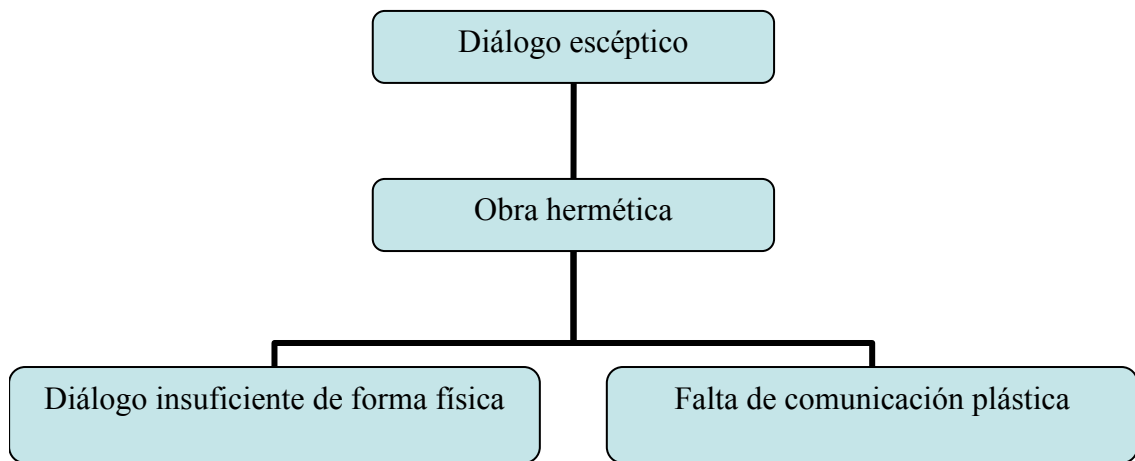 Diálogo escéptico
Obra hermética
Diálogo insuficiente de forma física
Falta de comunicación plástica